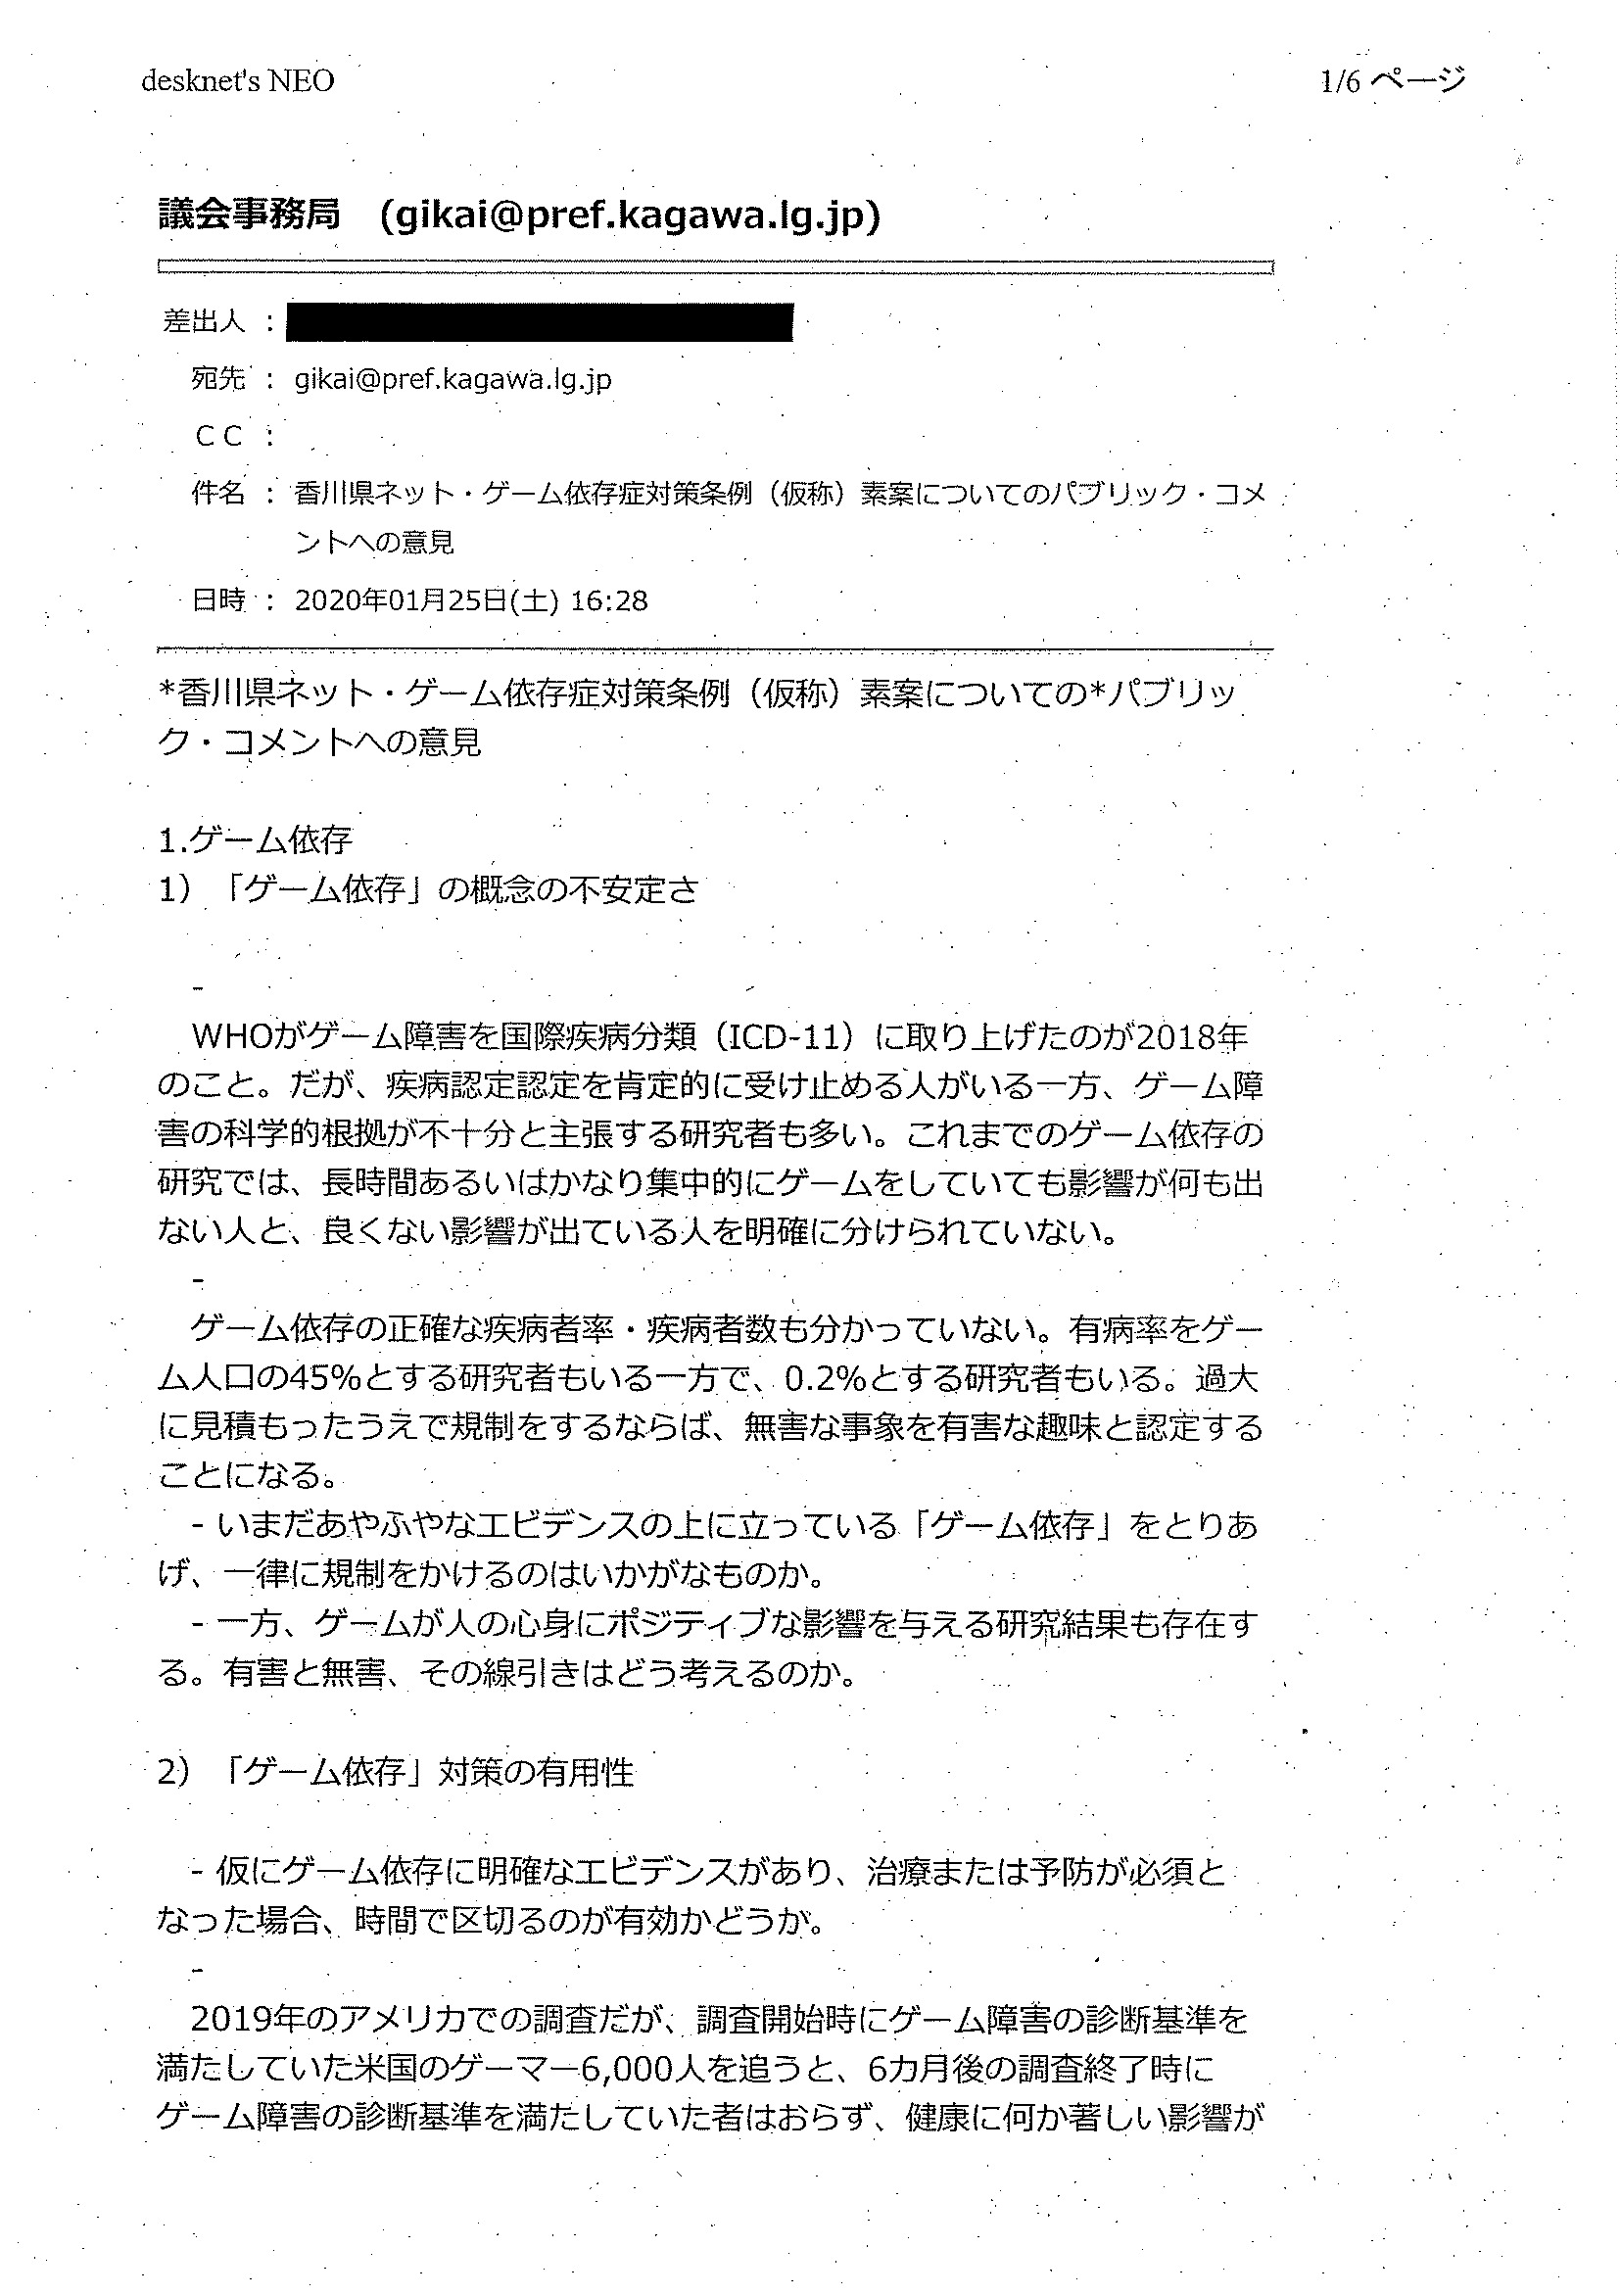 desknet's NEO
1/6 ページ
議会事務局 (gikai@pref.kagawa.lg.jp)
差出人 :
宛先 : gikai@pref.kagawa.lg.jp
CC :
件名 : 香川県ネット・ゲーム依存症対策条例（仮称）素案についてのパブリック・コメ
ントへの意見
日時 : 2020年01月25日(土) 16:28
*香川県ネット・ゲーム依存症対策条例（仮称）素案についての*パブリッ
ク・コメントへの意見
1.ゲーム依存
1）「ゲーム依存」の概念の不安定さ
-
WHOがゲーム障害を国際疾病分類（ICD-11）に取り上げたのが2018年
のこと。だが、疾病認定認定を肯定的に受け止める人がいる一方、ゲーム障
害の科学的根拠が不十分と主張する研究者も多い。これまでのゲーム依存の
研究では、長時間あるいはかなり集中的にゲームをしていても影響が何も出
ない人と、良くない影響が出ている人を明確に分けられていない。
-
ゲーム依存の正確な疾病者率・疾病者数も分かっていない。有病率をゲー
ム人口の45%とする研究者もいる一方で、0.2%とする研究者もいる。過大
に見積もったうえで規制をするならば、無害な事象を有害な趣味と認定する
ことになる。
- いまだあやふやなエビデンスの上に立っている「ゲーム依存」をとりあ
げ、一律に規制をかけるのはいかがなものか。
- 一方、ゲームが人の心身にポジティブな影響を与える研究結果も存在す
る。有害と無害、その線引きはどう考えるのか。
2）「ゲーム依存」対策の有用性
- 仮にゲーム依存に明確なエビデンスがあり、治療または予防が必須と
なった場合、時間で区切るのが有効かどうか。
-
2019年のアメリカでの調査だが、調査開始時にゲーム障害の診断基準を
満たしていた米国のゲーマー6,000人を追うと、6カ月後の調査終了時に
ゲーム障害の診断基準を満たしていた者はおらず、健康に何か著しい影響が